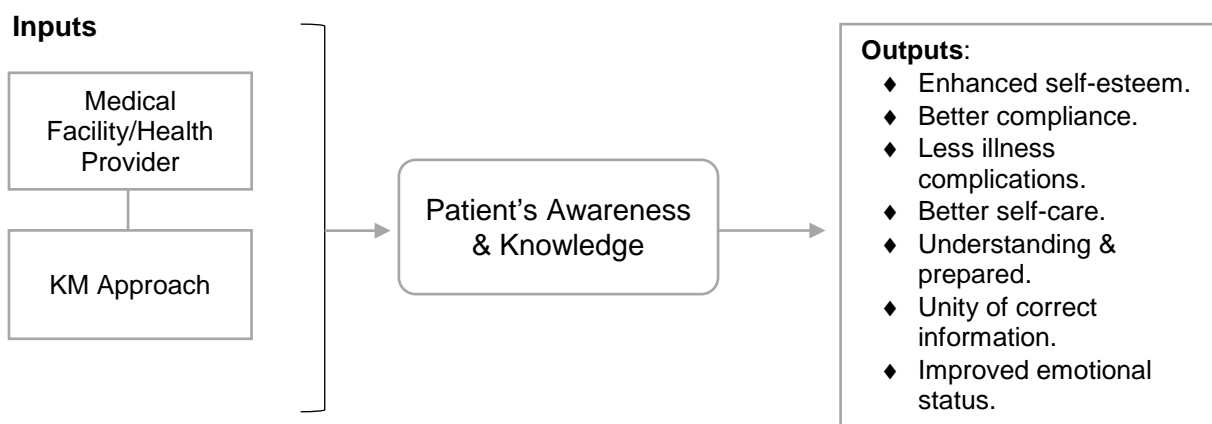 Inputs
Medical
Facility/Health
Provider
KM Approach
Patient’s Awareness
& Knowledge
Outputs:
♦ Enhanced self-esteem.
♦ Better compliance.
♦ Less illness
complications.
♦ Better self-care.
♦ Understanding &
prepared.
♦ Unity of correct
information.
♦ Improved emotional
status.